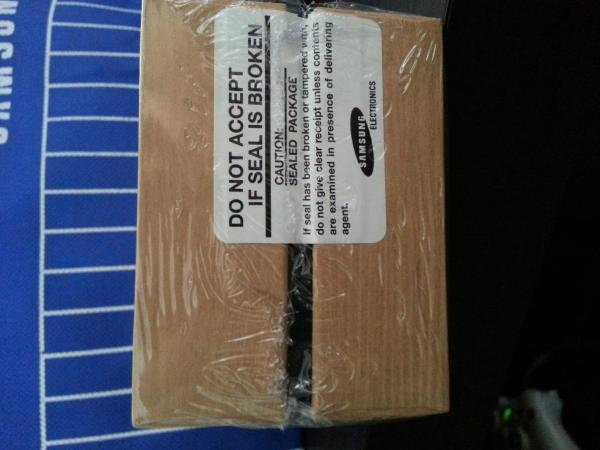 SAMSUNG
DO NOT ACCEPT
IF SEAL IS BROKEN
CAUTION:
SEALED PACKAGE
If seal has been broken or tampered with,
do not give clear receipt unless contents
are examined in presence of delivering
agent.
SAMSUNG
ELECTRONICS